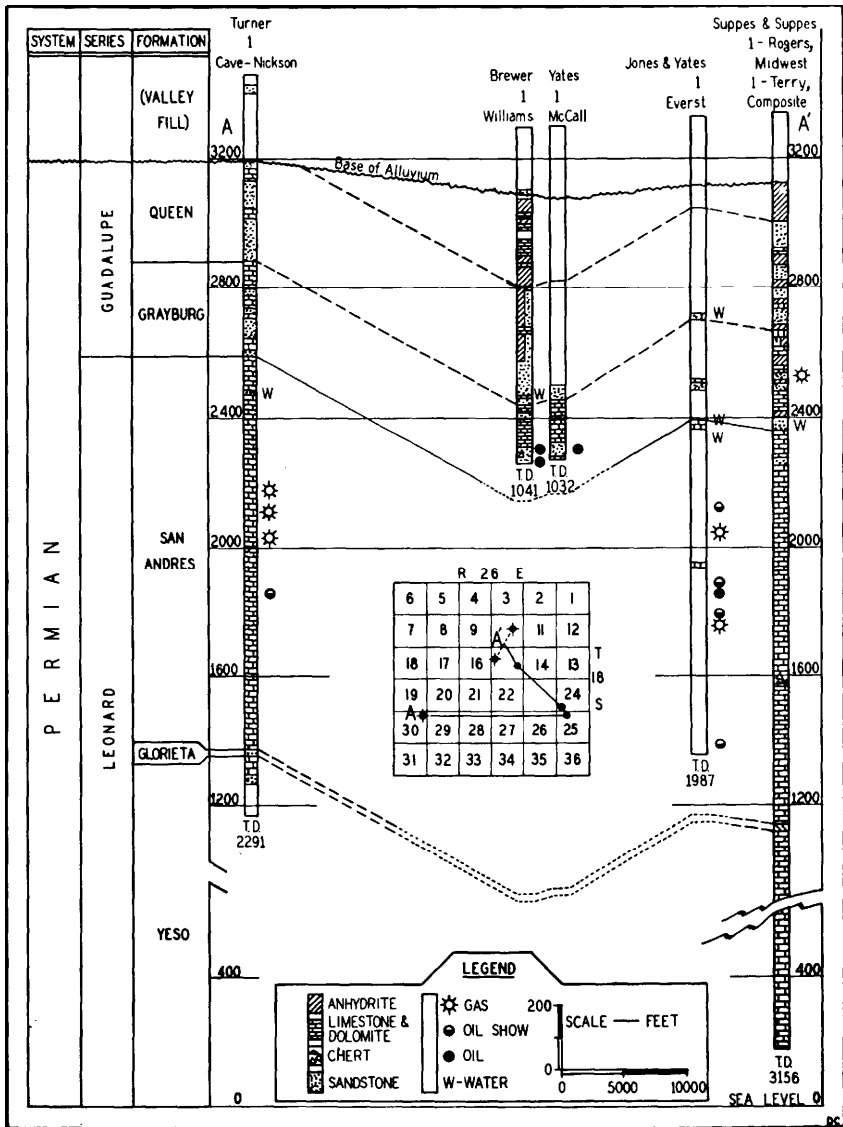 Turner
1
Cave-Nickson
Brewer
1
Williams
Yates
1
McCall
Jones & Yates
1
Everst
Suppes & Suppes
1 - Rogers,
Midwest
1 - Terry,
Composite
SYSTEM SERIES FORMATION
(VALLEY
FILL)
A
A'
3200
3200
Base of Alluvium
QUEEN
GUADALUPE
2800
2800
GRAYBURG
W
W
W
2400
2400
W
W
W
T.D.
1041
T.D.
1032
SAN
ANDRES
2000
2000
PERMIAN
LEONARD
1600
1600
R 26 E
6 5 4 3 2 1
7 8 9 11 12
A'
18 17 16 14 13
T
18
S
19 20 21 22 24
A
30 29 28 27 26 25
31 32 33 34 35 36
GLORIETA
T.D.
1987
1200
1200
T.D.
2291
YESO
400
400
LEGEND
ANHYDRITE
LIMESTONE &
DOLOMITE
CHERT
SANDSTONE
GAS
OIL SHOW
OIL
W-WATER
200
0
SCALE — FEET
0 5000 10000
T.D.
3156
0
SEA LEVEL 0